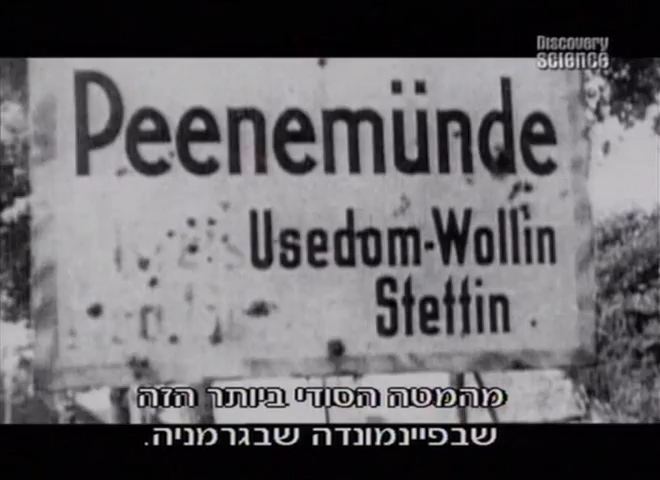 Discovery
SCIENCE
Peenemünde
Usedom-Wollin
Stettin
מהמטה הסודי ביותר הזה
שבפיינמונדה שבגרמניה.